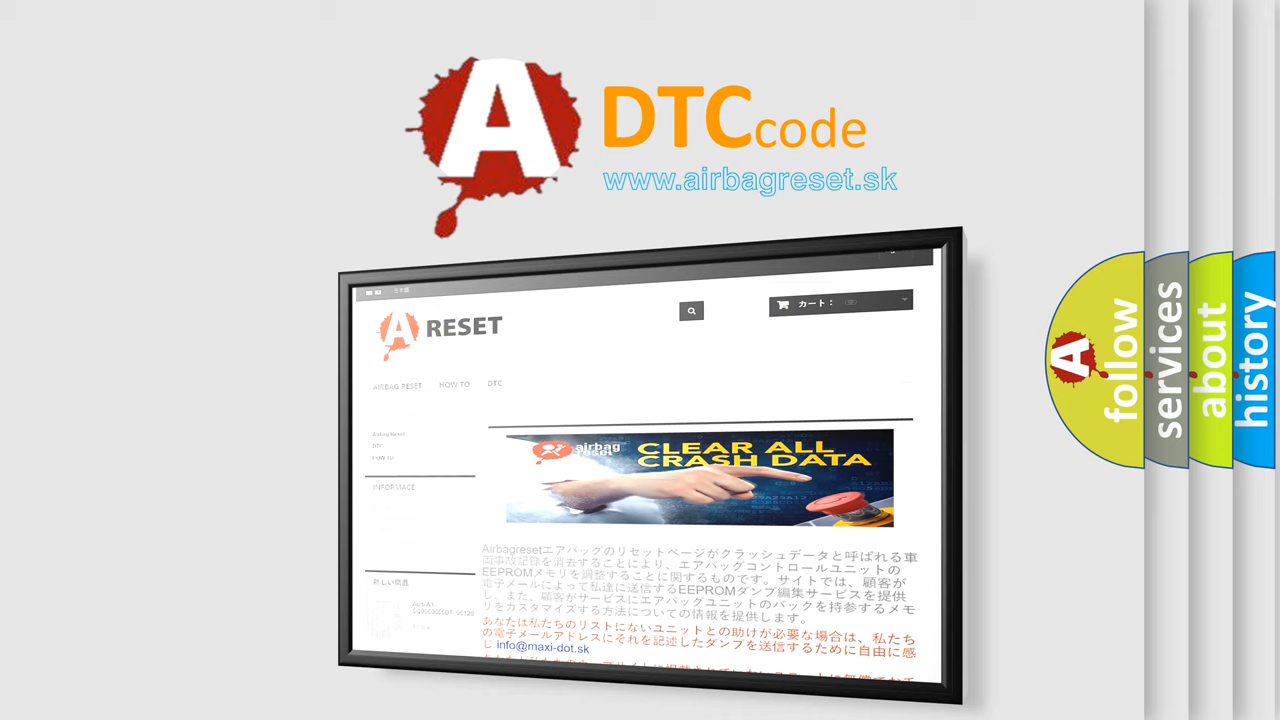 A
DTCcode
www.airbagreset.sk
日本語
カート：
A RESET
AIRBAG RESET HOW TO DTC
Airbag Reset
DTC
HOW TO
INFORMACE
airbag
reset
CLEAR ALL
CRASH DATA
Airbagresetエアバッグのリセットページがクラッシュデータと呼ばれる車
両事故記録を消去することにより、エアバッグコントロールユニットの
EEPROMメモリを調整することに関するものです。サイトでは、顧客が
電子メールによって私達に送信するEEPROMダンプ編集サービスを提供
し、また、顧客がサービスにエアバッグユニットのバックを持参するメモ
リをカスタマイズする方法についての情報を提供します。
あなたは私たちのリストにないユニットとの助けが必要な場合は、私たち
の電子メールアドレスにそれを記述したダンプを送信するために自由に感
じ info@maxi-dot.sk
新しい商品
A
follow
services
about
history